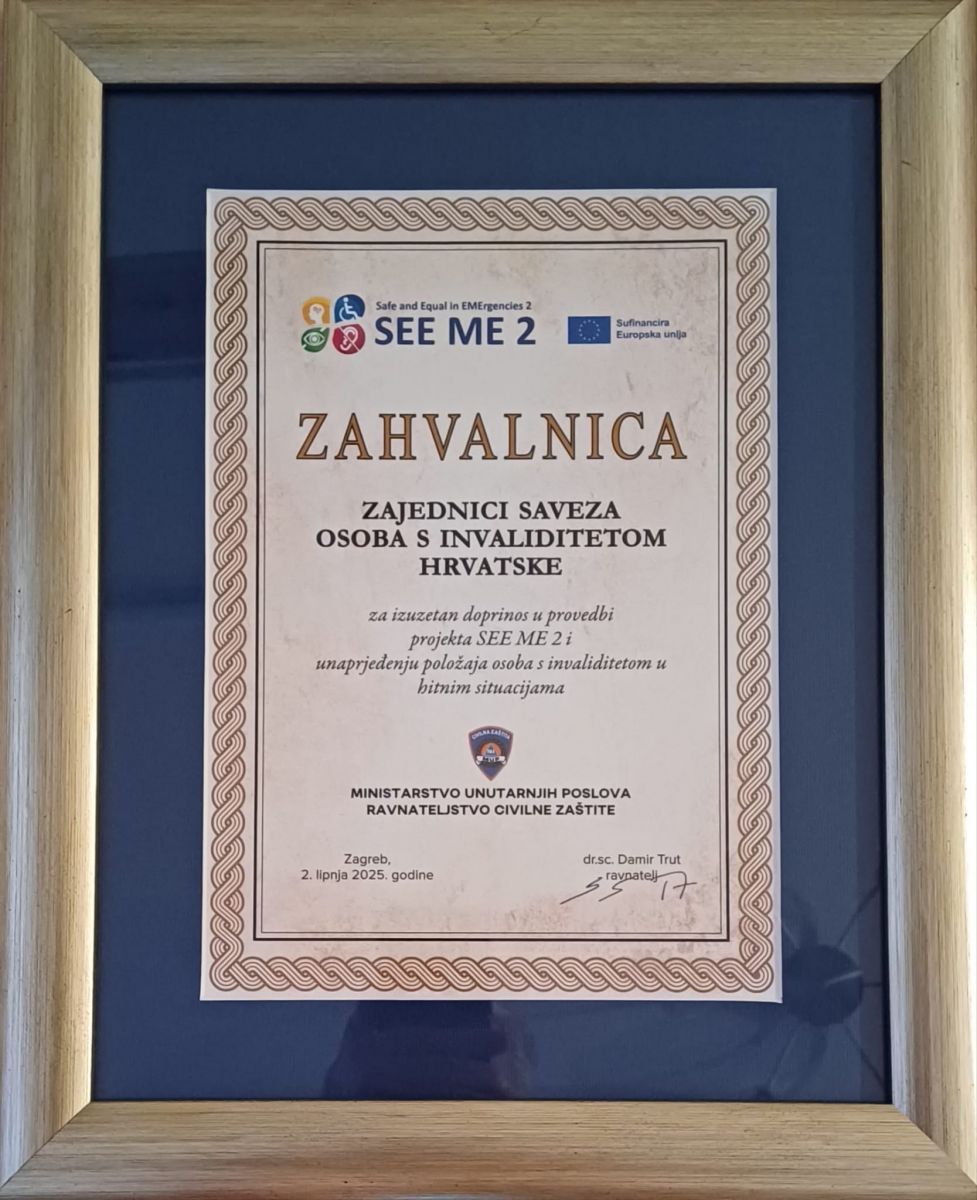 Safe and Equal in EMErgencies 2
SEE ME 2
Sufinancira
Europska unija
ZAHVALNICA
ZAJEDNICI SAVEZA
OSOBA S INVALIDITETOM
HRVATSKE
za izuzetan doprinos u provedbi
projekta SEE ME 2 i
unaprjeđenju položaja osoba s invaliditetom u
hitnim situacijama
CIVILNA ZAŠTITA
MINISTARSTVO UNUTARNJIH POSLOVA
RAVNATELJSTVO CIVILNE ZAŠTITE
Zagreb,
2. lipnja 2025. godine
dr.sc. Damir Trut
ravnatelj